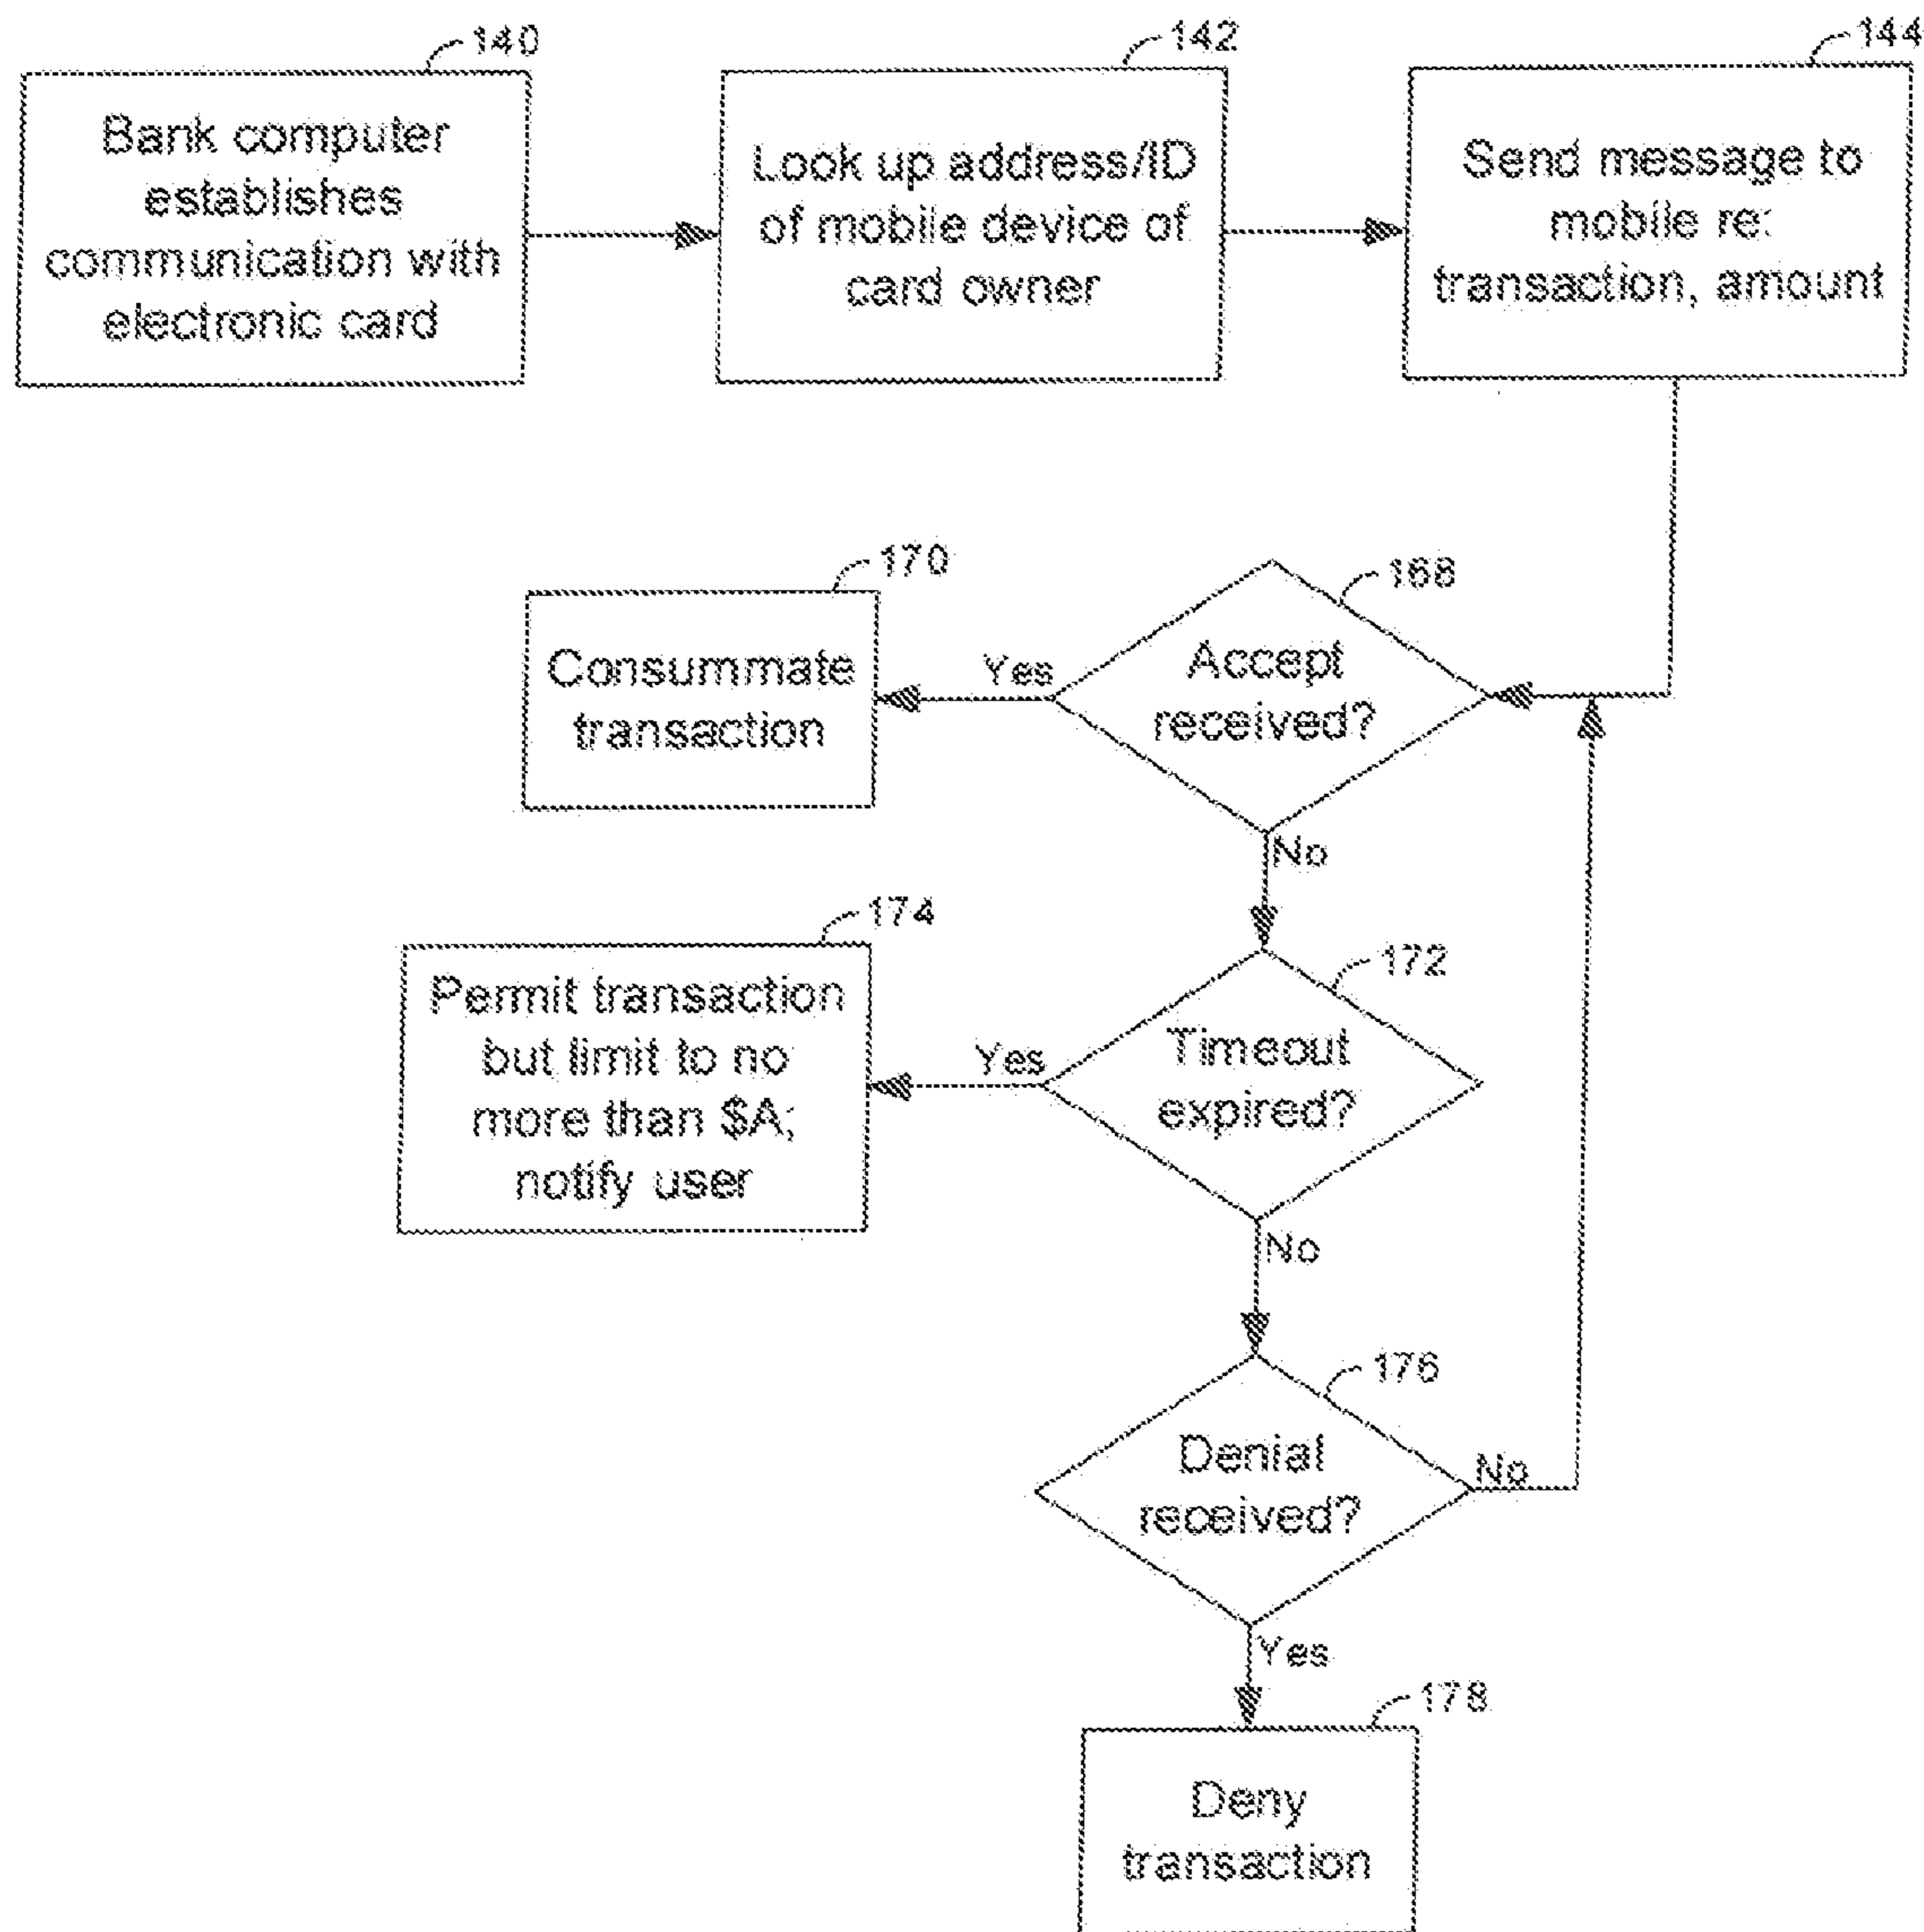 140
Bank computer
establishes
communication with
electronic card
142
Look up address/ID
of mobile device of
card owner
144
Send message to
mobile re:
transaction, amount
168
Accept
received?
Yes
No
170
Consummate
transaction
172
Timeout
expired?
Yes
No
174
Permit transaction
but limit to no
more than $A;
notify user
176
Denial
received?
No
Yes
178
Deny
transaction